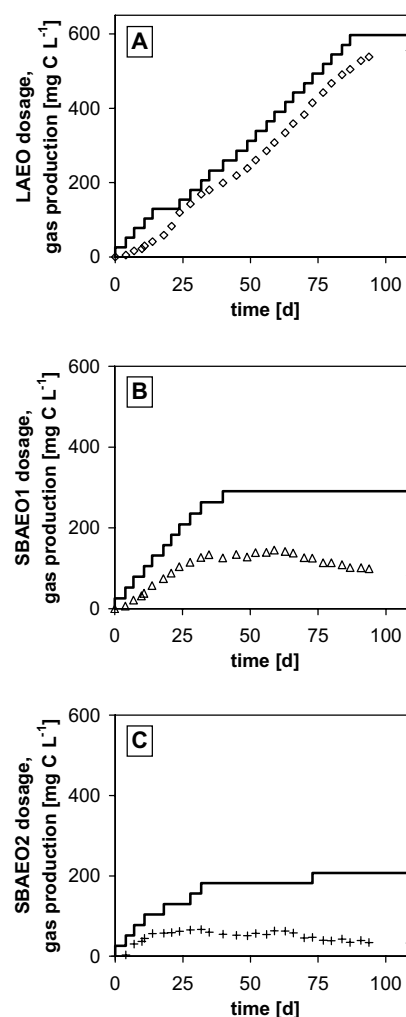 A
LAEO dosage,
gas production [mg C L-1]
600
400
200
0
0 25 50 75 100
time [d]
B
SBAEO1 dosage,
gas production [mg C L-1]
600
400
200
0
0 25 50 75 100
time [d]
C
SBAEO2 dosage,
gas production [mg C L-1]
600
400
200
0
0 25 50 75 100
time [d]